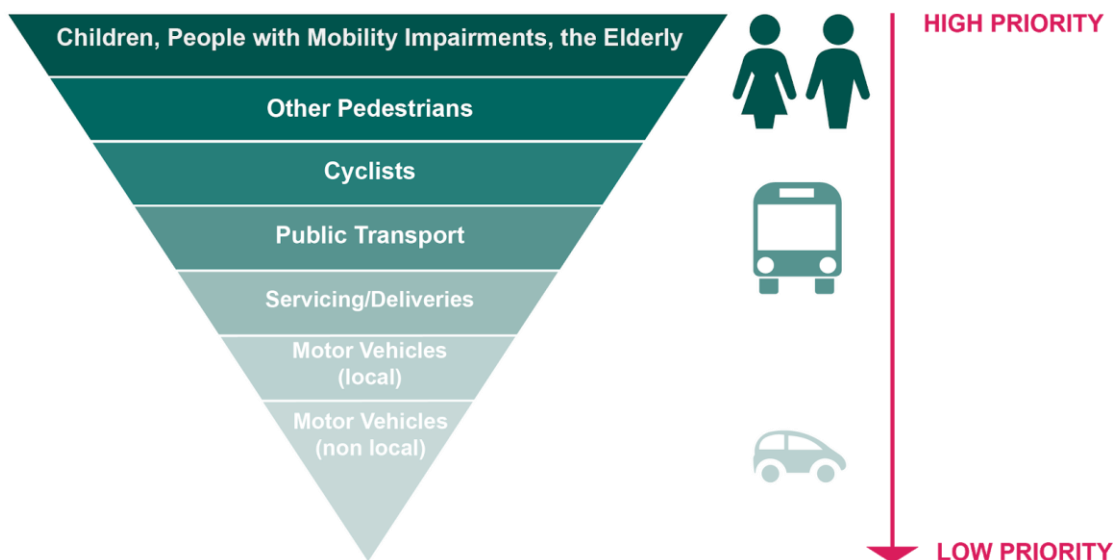 Children, People with Mobility Impairments, the Elderly
HIGH PRIORITY
Other Pedestrians
Cyclists
Public Transport
Servicing/Deliveries
Motor Vehicles
(local)
Motor Vehicles
(non local)
LOW PRIORITY